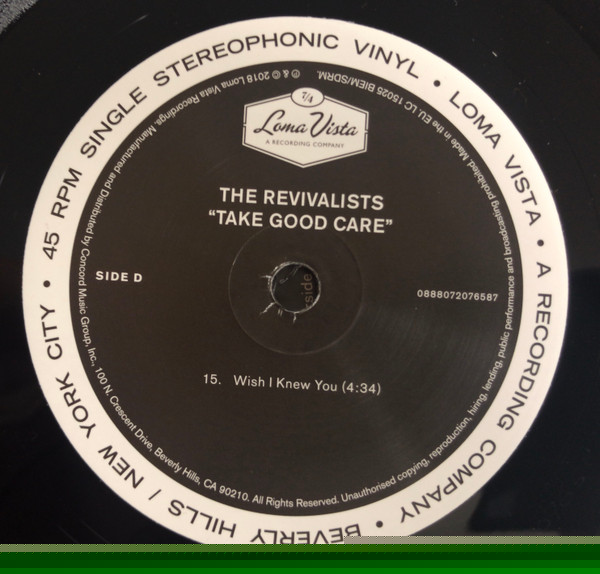 45 RPM SINGLE STEREOPHONIC VINYL • LOMA VISTA • A RECORDING COMPANY • BEVERLY HILLS / NEW YORK CITY •
Manufactured and Distributed by Concord Music Group, Inc., 100 N. Crescent Drive, Beverly Hills, CA 90210. All Rights Reserved. Unauthorised copying, reproduction, hiring, lending, public performance and broadcasting prohibited. Made in the EU. LC 15025 BIEM/SDRM.
℗ & © 2018 Loma Vista Recordings.
7/4
Loma Vista
A RECORDING COMPANY
THE REVIVALISTS
“TAKE GOOD CARE”
SIDE D
0888072076587
side
15. Wish I Knew You (4:34)